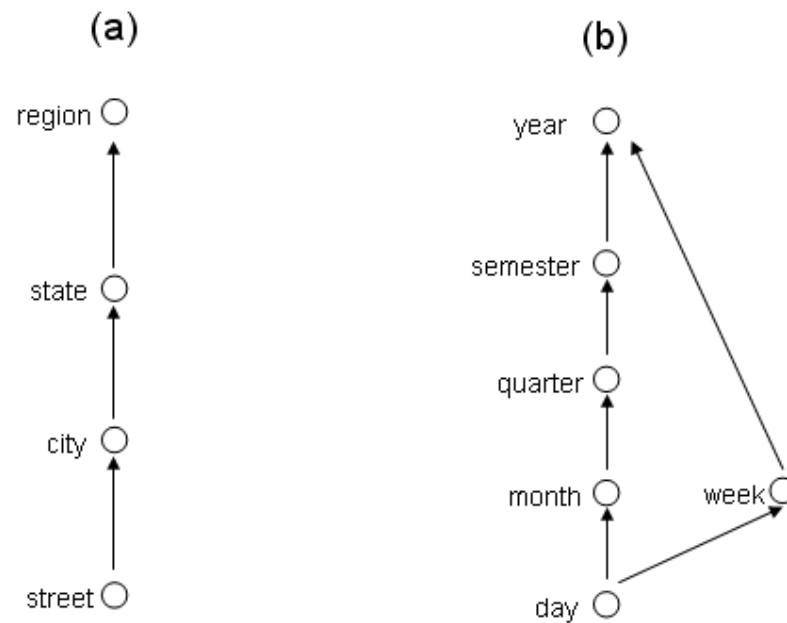 (a)
region
state
city
street
(b)
year
semester
quarter
month
week
day